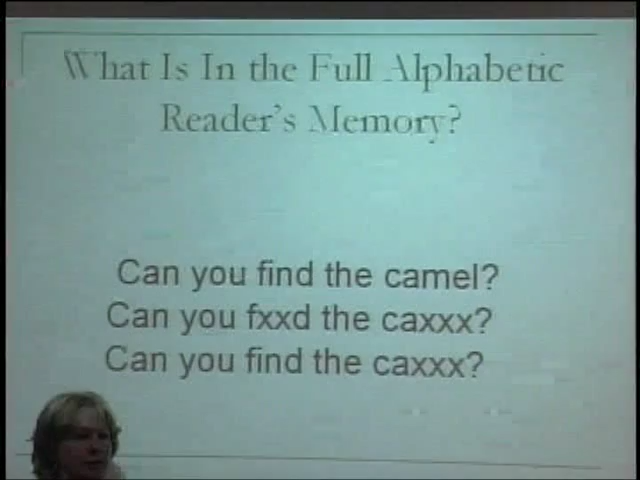 What Is In the Full Alphabetic
Reader's Memory?
Can you find the camel?
Can you fxxd the caxxx?
Can you find the caxxx?